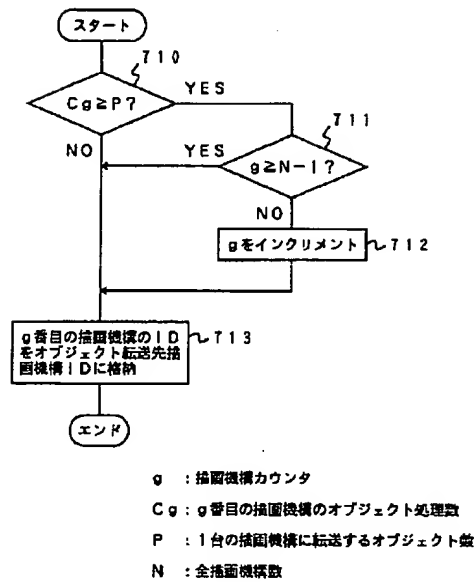 スタート
710
Cg≧P?
YES
NO
711
YES
g≧N-1?
NO
gをインクリメント
712
g番目の描画機構のID
をオブジェクト転送先描
画機構IDに格納
713
エンド
g :描画機構カウンタ
Cg:g番目の描画機構のオブジェクト処理数
P :1台の描画機構に転送するオブジェクト数
N :全描画機構数